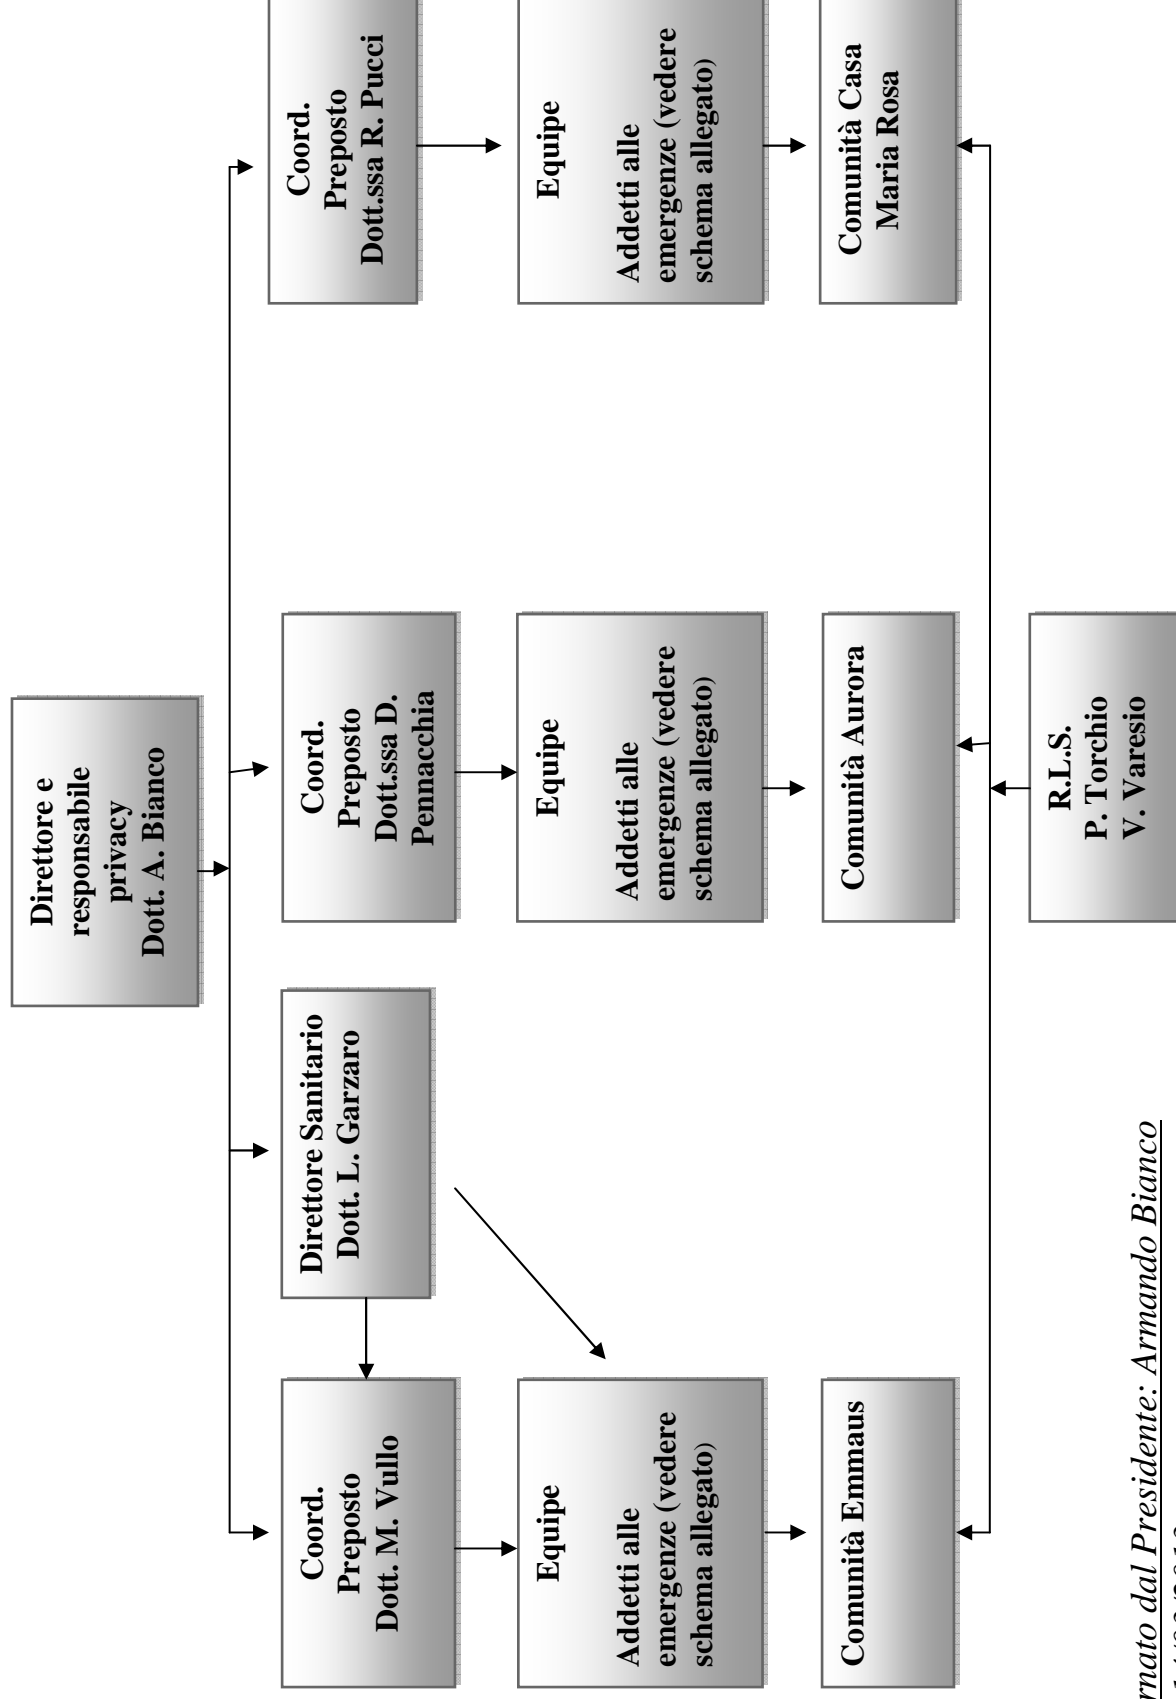 Direttore e
responsabile
privacy
Dott. A. Bianco
Coord.
Preposto
Dott. M. Vullo
Direttore Sanitario
Dott. L. Garzaro
Coord.
Preposto
Dott.ssa D.
Pennacchia
Coord.
Preposto
Dott.ssa R. Pucci
Equipe
Addetti alle
emergenze (vedere
schema allegato)
Equipe
Addetti alle
emergenze (vedere
schema allegato)
Equipe
Addetti alle
emergenze (vedere
schema allegato)
Comunità Emmaus
Comunità Aurora
Comunità Casa
Maria Rosa
R.L.S.
P. Torchio
V. Varesio
dal Presidente: Armando Bianco